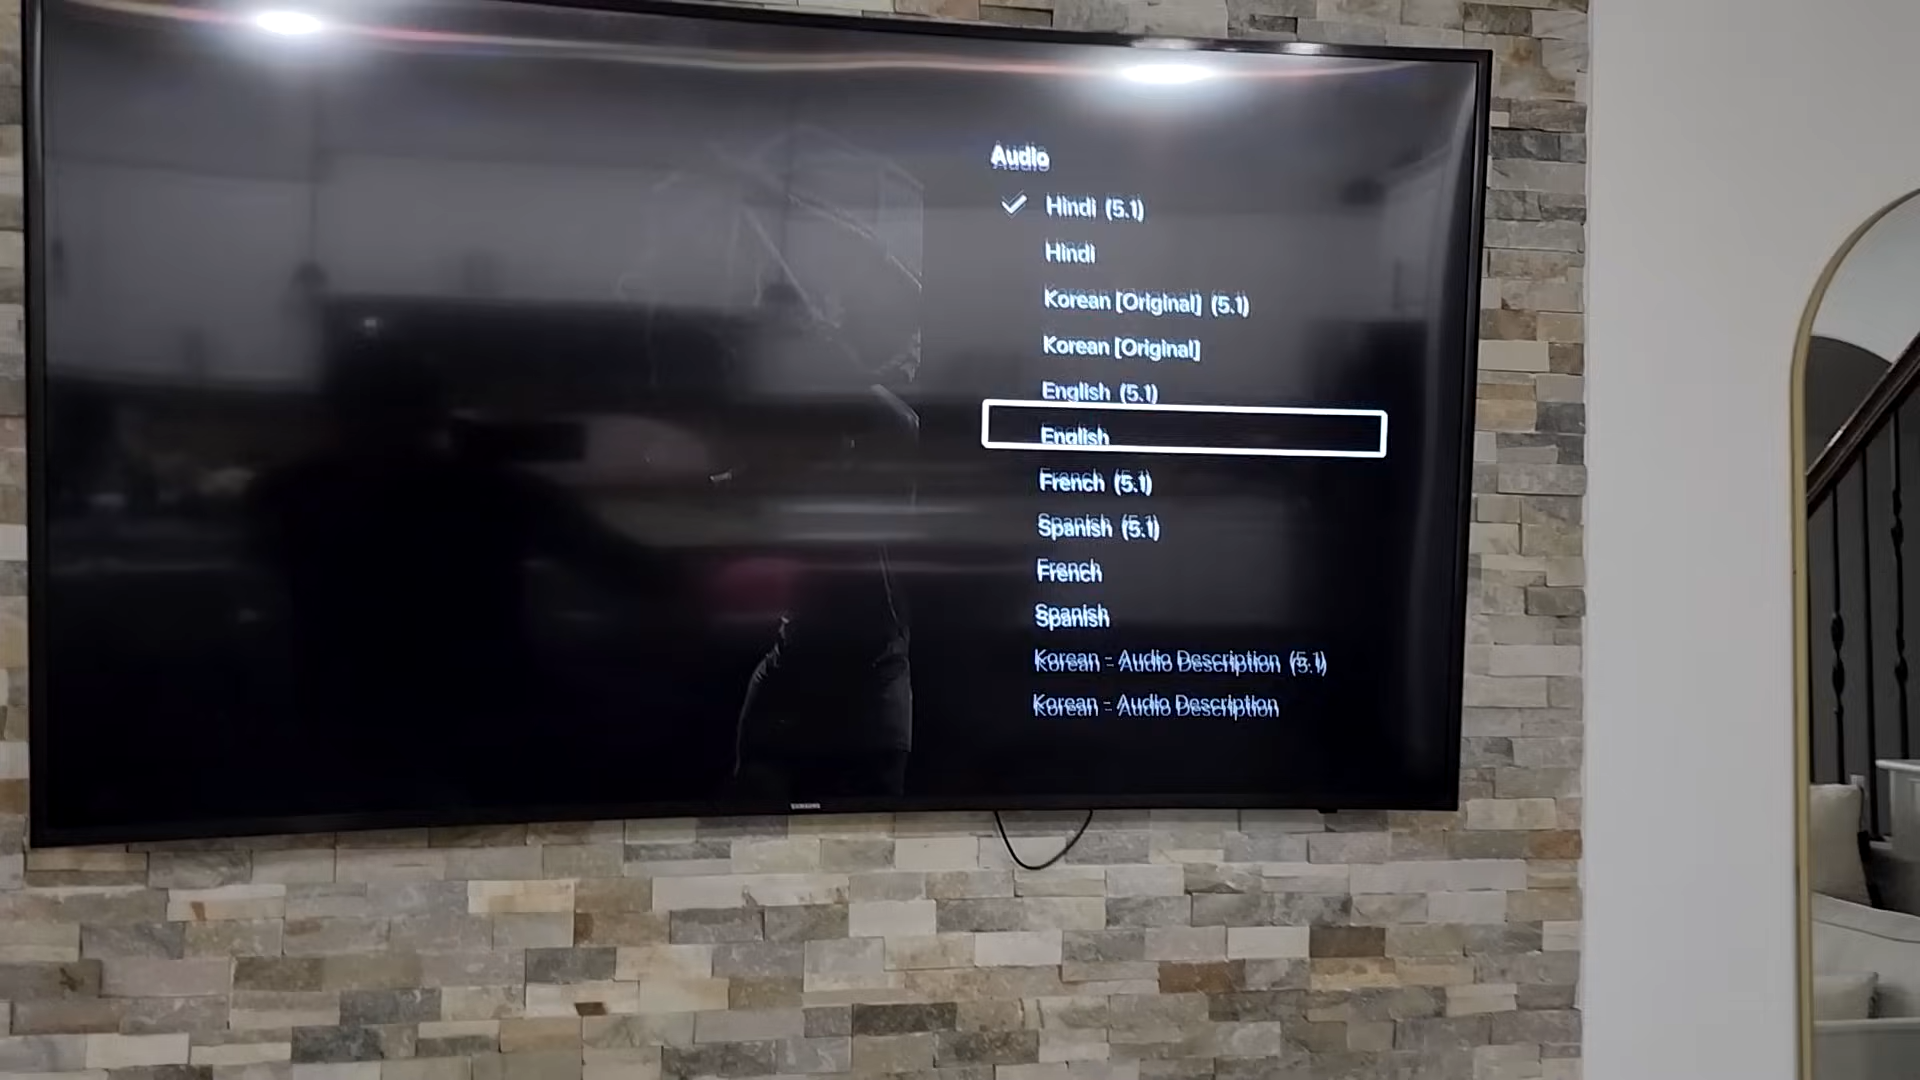 Audio
Hindi (5.1)
Hindi
Korean [Original] (5.1)
Korean [Original]
English (5.1)
English
French (5.1)
Spanish (5.1)
French
Spanish
Korean - Audio Description (5.1)
Korean - Audio Description
SAMSUNG